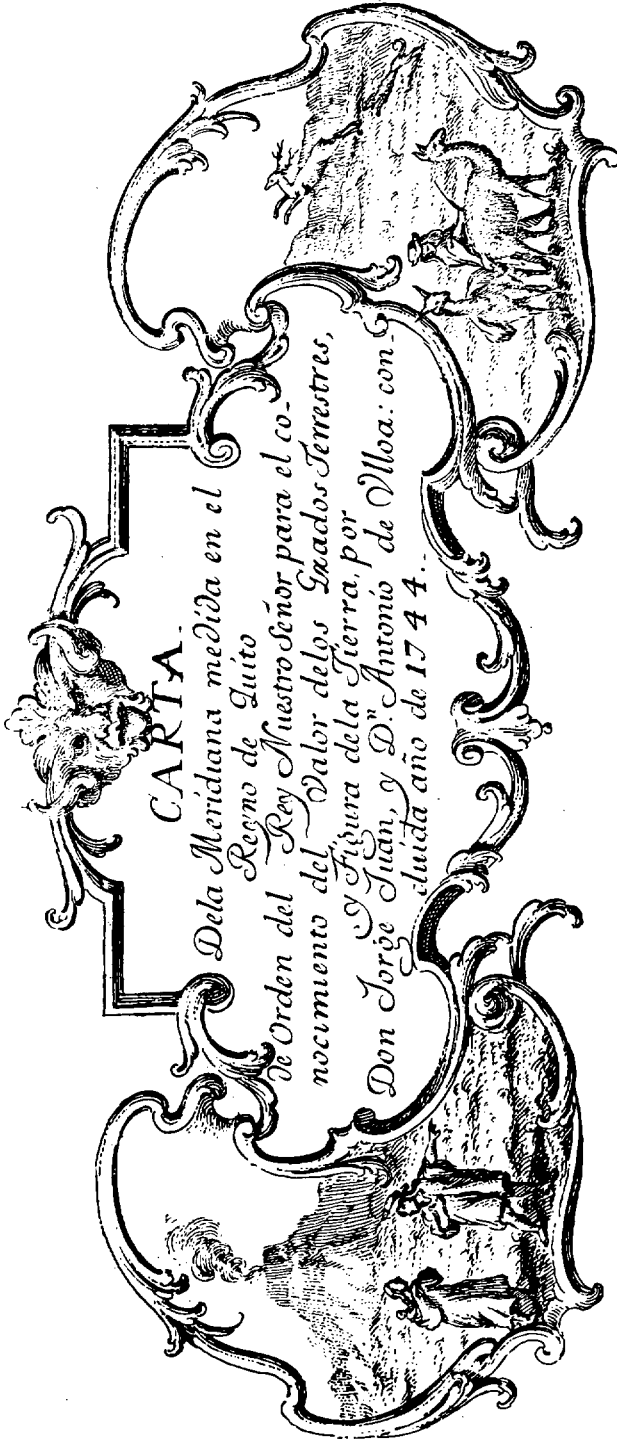 CARTA.
Dela Meridiana medida en el
Reyno de Quito
de Orden del Rey Nuestro Señor para el co-
nocimiento del Valor delos Grados Terrestres,
y Figura dela Tierra, por
Don Jorge Juan, y D.ⁿ Antonio de Ulloa: con-
cluida año de 1744..